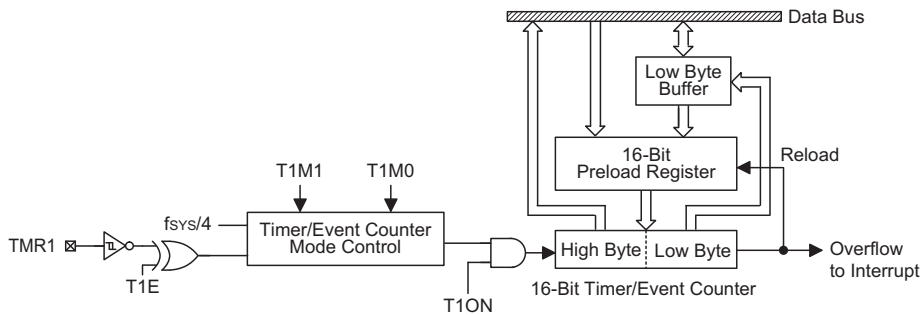 Data Bus
Low Byte
Buffer
16-Bit
Preload Register
Reload
T1M1
T1M0
fSYS/4
Timer/Event Counter
Mode Control
TMR1
T1E
T1ON
High Byte
Low Byte
16-Bit Timer/Event Counter
Overflow
to Interrupt